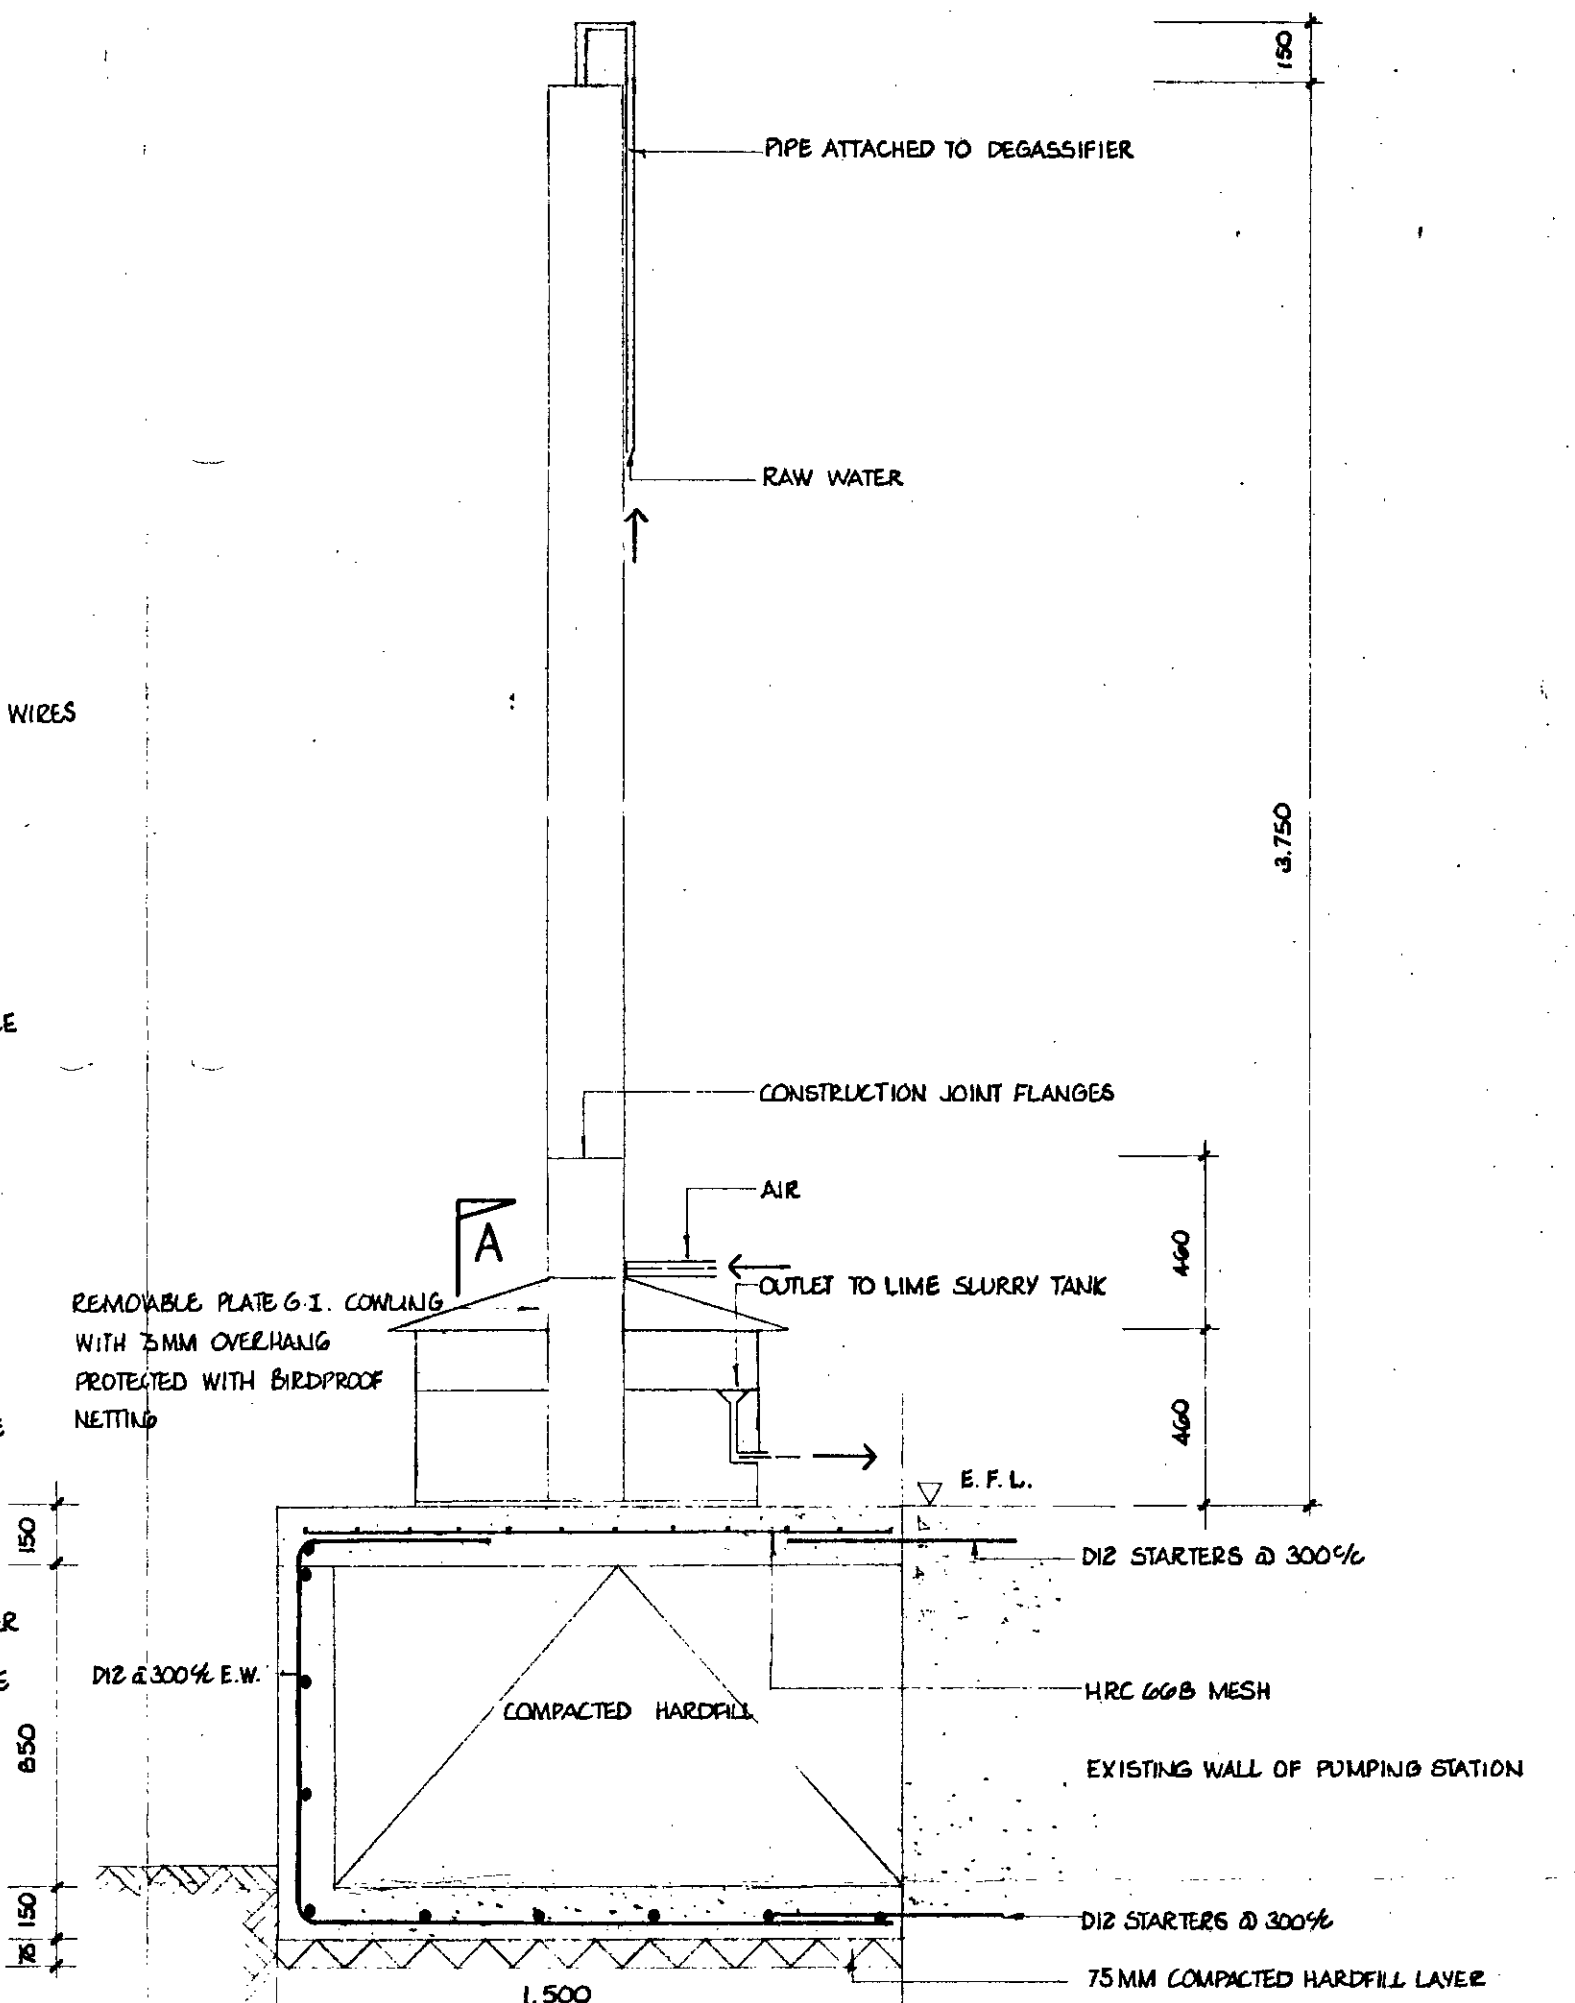 150
PIPE ATTACHED TO DEGASSIFIER
RAW WATER
WIRES
3.750
CONSTRUCTION JOINT FLANGES
AIR
A
460
OUTLET TO LIME SLURRY TANK
REMOVABLE PLATE G.I. COWLING
WITH 3MM OVERHANG
PROTECTED WITH BIRDPROOF
NETTING
460
E.F.L.
150
D12 STARTERS @ 300 c/c
D12 @ 300 c/c E.W.
HRC 66B MESH
COMPACTED HARDFILL
850
EXISTING WALL OF PUMPING STATION
150
D12 STARTERS @ 300 c/c
75
75MM COMPACTED HARDFILL LAYER
1.500